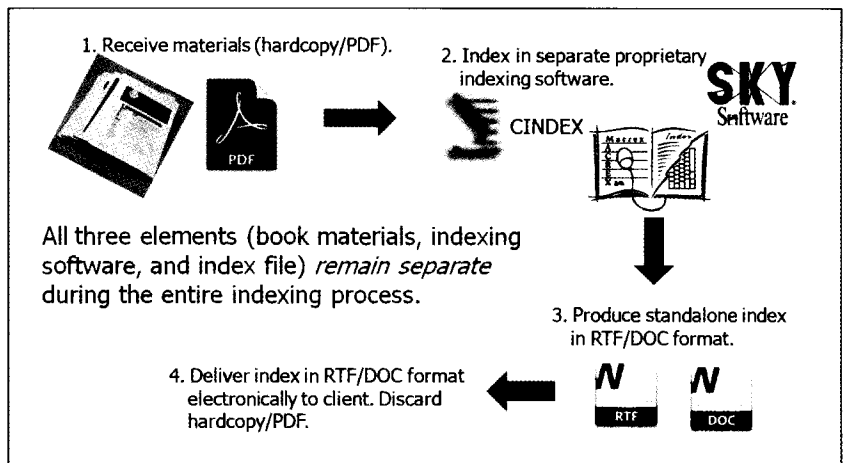 1. Receive materials (hardcopy/PDF).
PDF
2. Index in separate proprietary
indexing software.
CINDEX
SKY
Software
Macrex
Index
All three elements (book materials, indexing
software, and index file) remain separate
during the entire indexing process.
3. Produce standalone index
in RTF/DOC format.
RTF
DOC
4. Deliver index in RTF/DOC format
electronically to client. Discard
hardcopy/PDF.